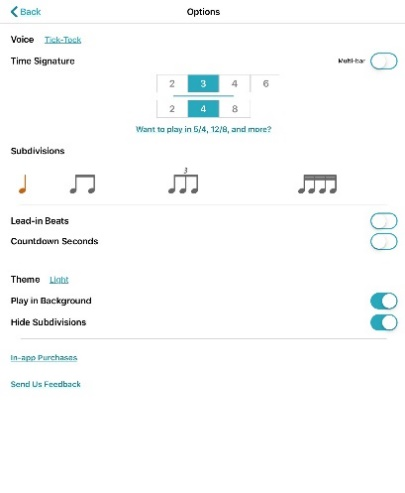 Back
Options
Voice Tick-Tock
Time Signature Multi-bar
2 3 4 6
2 4 8
Want to play in 5/4, 12/8, and more?
Subdivisions
3
Lead-in Beats
Countdown Seconds
Theme Light
Play in Background
Hide Subdivisions
In-app Purchases
Send Us Feedback